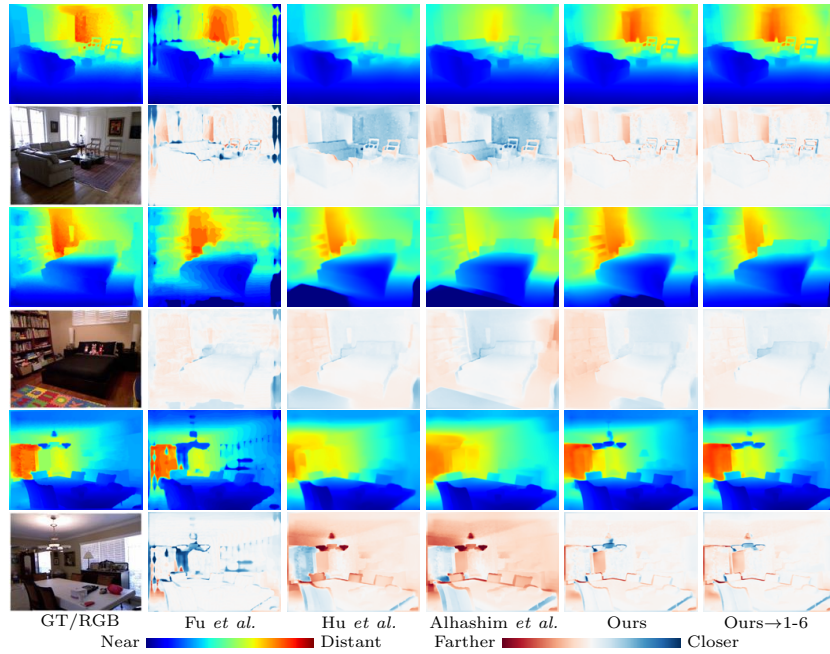 GT/RGB Fu et al. Hu et al. Alhashim et al. Ours Ours→1-6
Near Distant Farther Closer